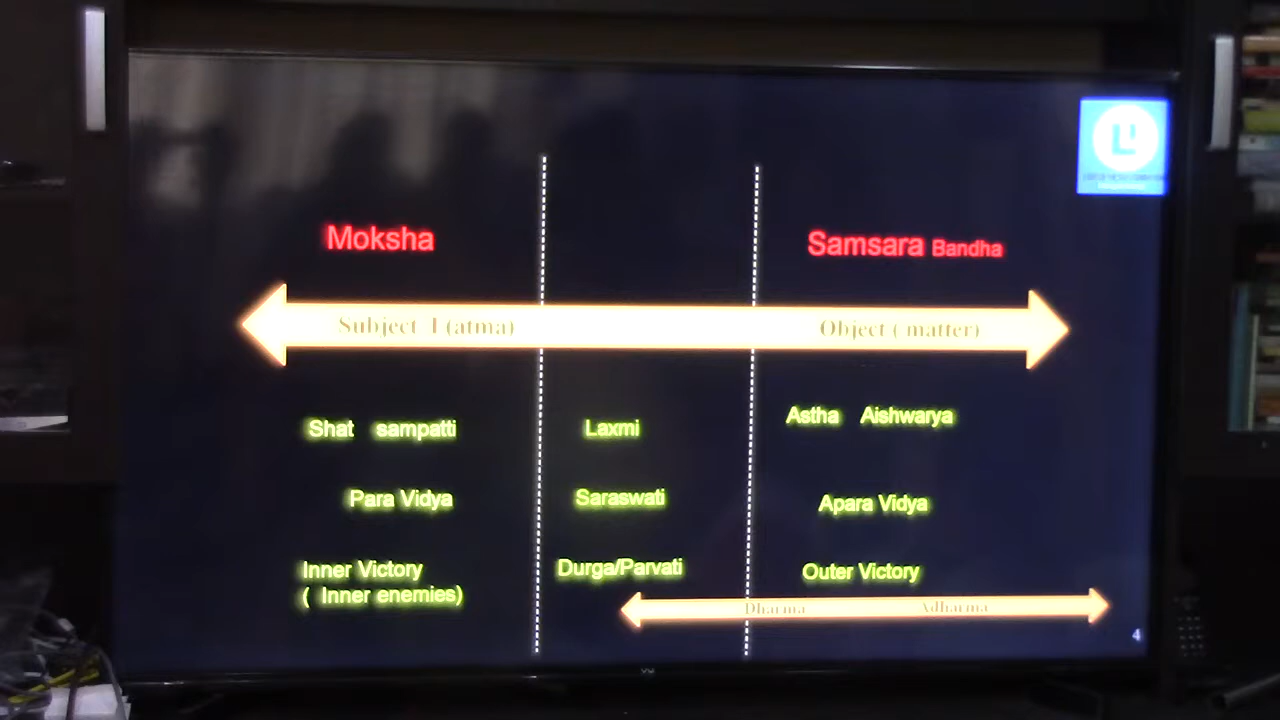 Moksha
Samsara Bandha
Subject I (atma)
Object ( matter)
Shat sampatti
Laxmi
Astha Aishwarya
Para Vidya
Saraswati
Apara Vidya
Inner Victory
( Inner enemies)
Durga/Parvati
Outer Victory
Dharma
Adharma
4